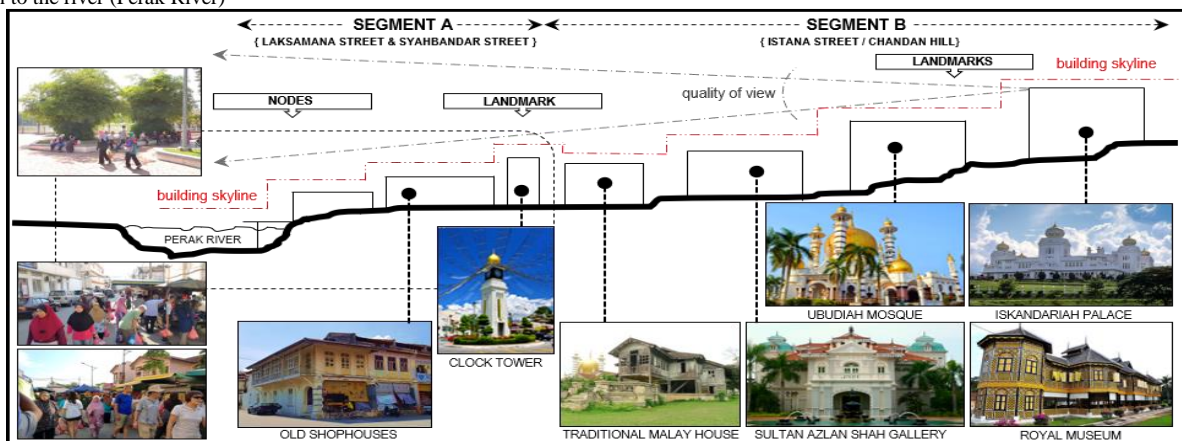 to the river (Perak River)
SEGMENT A
SEGMENT B
{ LAKSAMANA STREET & SYAHBANDAR STREET }
{ ISTANA STREET / CHANDAN HILL}
LANDMARKS
building skyline
quality of view
NODES
LANDMARK
building skyline
PERAK RIVER
UBUDIAH MOSQUE
ISKANDARIAH PALACE
CLOCK TOWER
OLD SHOPHOUSES
TRADITIONAL MALAY HOUSE
SULTAN AZLAN SHAH GALLERY
ROYAL MUSEUM